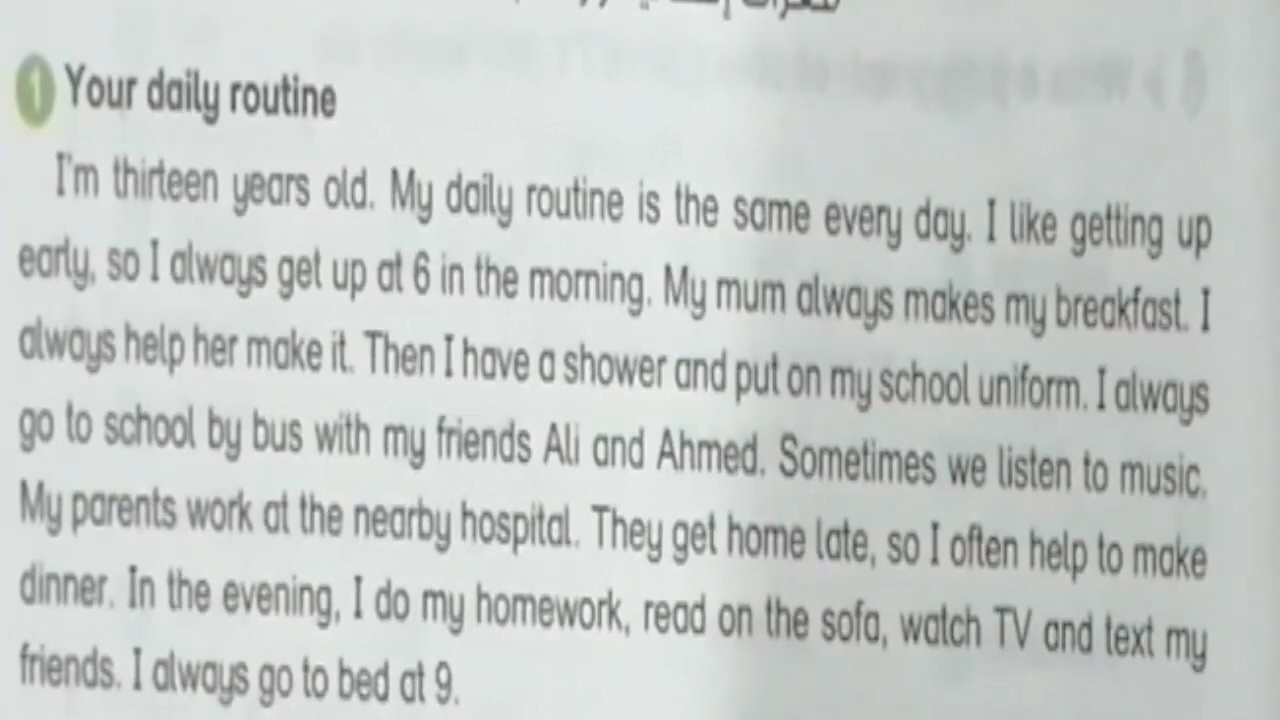 1 Your daily routine
I'm thirteen years old. My daily routine is the same every day. I like getting up
early, so I always get up at 6 in the morning. My mum always makes my breakfast. I
always help her make it. Then I have a shower and put on my school uniform. I always
go to school by bus with my friends Ali and Ahmed. Sometimes we listen to music.
My parents work at the nearby hospital. They get home late, so I often help to make
dinner. In the evening, I do my homework, read on the sofa, watch TV and text my
friends. I always go to bed at 9.